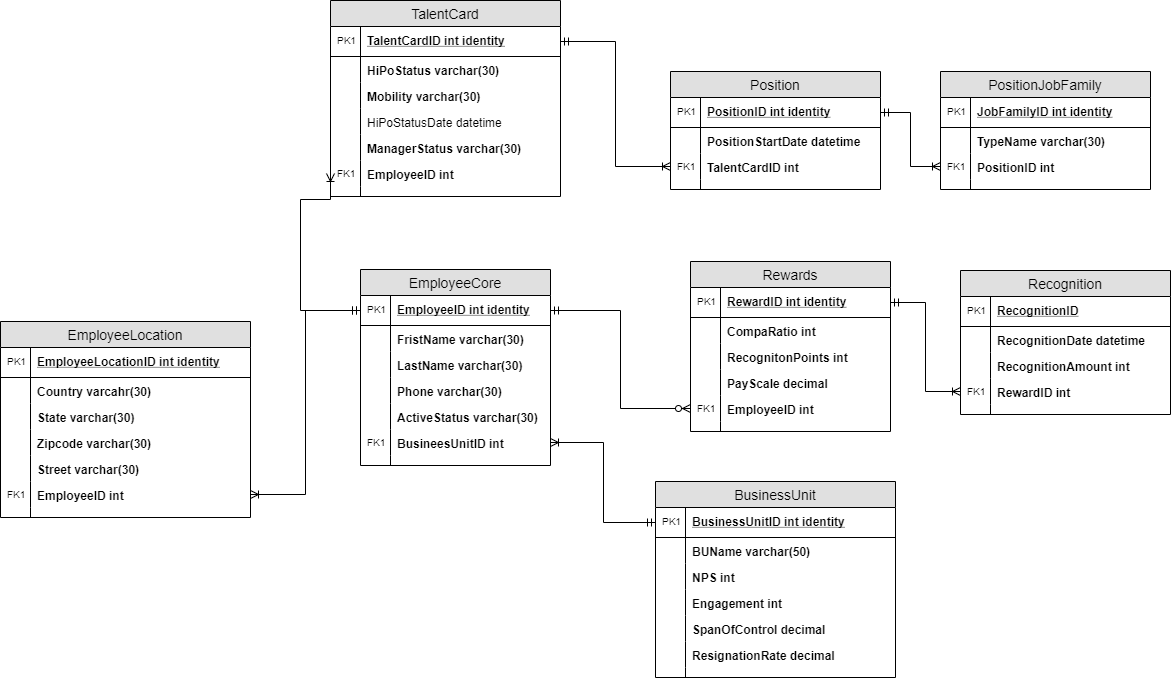 TalentCard
PK1 TalentCardID int identity
HiPoStatus varchar(30)
Mobility varchar(30)
HiPoStatusDate datetime
ManagerStatus varchar(30)
FK1 EmployeeID int
Position
PK1 PositionID int identity
PositionStartDate datetime
FK1 TalentCardID int
PositionJobFamily
PK1 JobFamilyID int identity
TypeName varchar(30)
FK1 PositionID int
EmployeeCore
PK1 EmployeeID int identity
FristName varchar(30)
LastName varchar(30)
Phone varchar(30)
ActiveStatus varchar(30)
FK1 BusineesUnitID int
Rewards
PK1 RewardID int identity
CompaRatio int
RecognitonPoints int
PayScale decimal
FK1 EmployeeID int
Recognition
PK1 RecognitionID
RecognitionDate datetime
RecognitionAmount int
FK1 RewardID int
EmployeeLocation
PK1 EmployeeLocationID int identity
Country varcahr(30)
State varchar(30)
Zipcode varchar(30)
Street varchar(30)
FK1 EmployeeID int
BusinessUnit
PK1 BusinessUnitID int identity
BUName varchar(50)
NPS int
Engagement int
SpanOfControl decimal
ResignationRate decimal